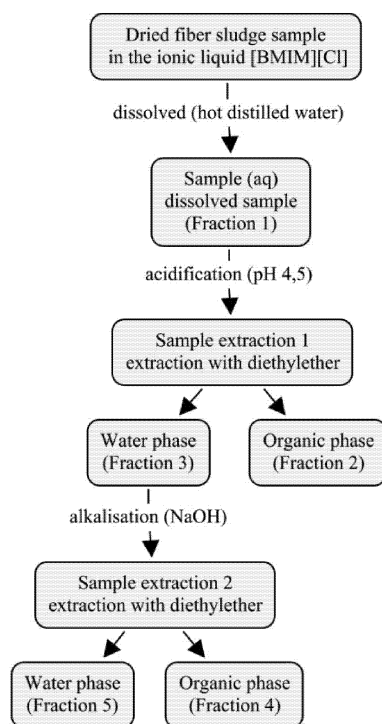 Dried fiber sludge sample
in the ionic liquid [BMIM][Cl]
dissolved (hot distilled water)
Sample (aq)
dissolved sample
(Fraction 1)
acidification (pH 4,5)
Sample extraction 1
extraction with diethylether
Water phase
(Fraction 3)
Organic phase
(Fraction 2)
alkalisation (NaOH)
Sample extraction 2
extraction with diethylether
Water phase
(Fraction 5)
Organic phase
(Fraction 4)